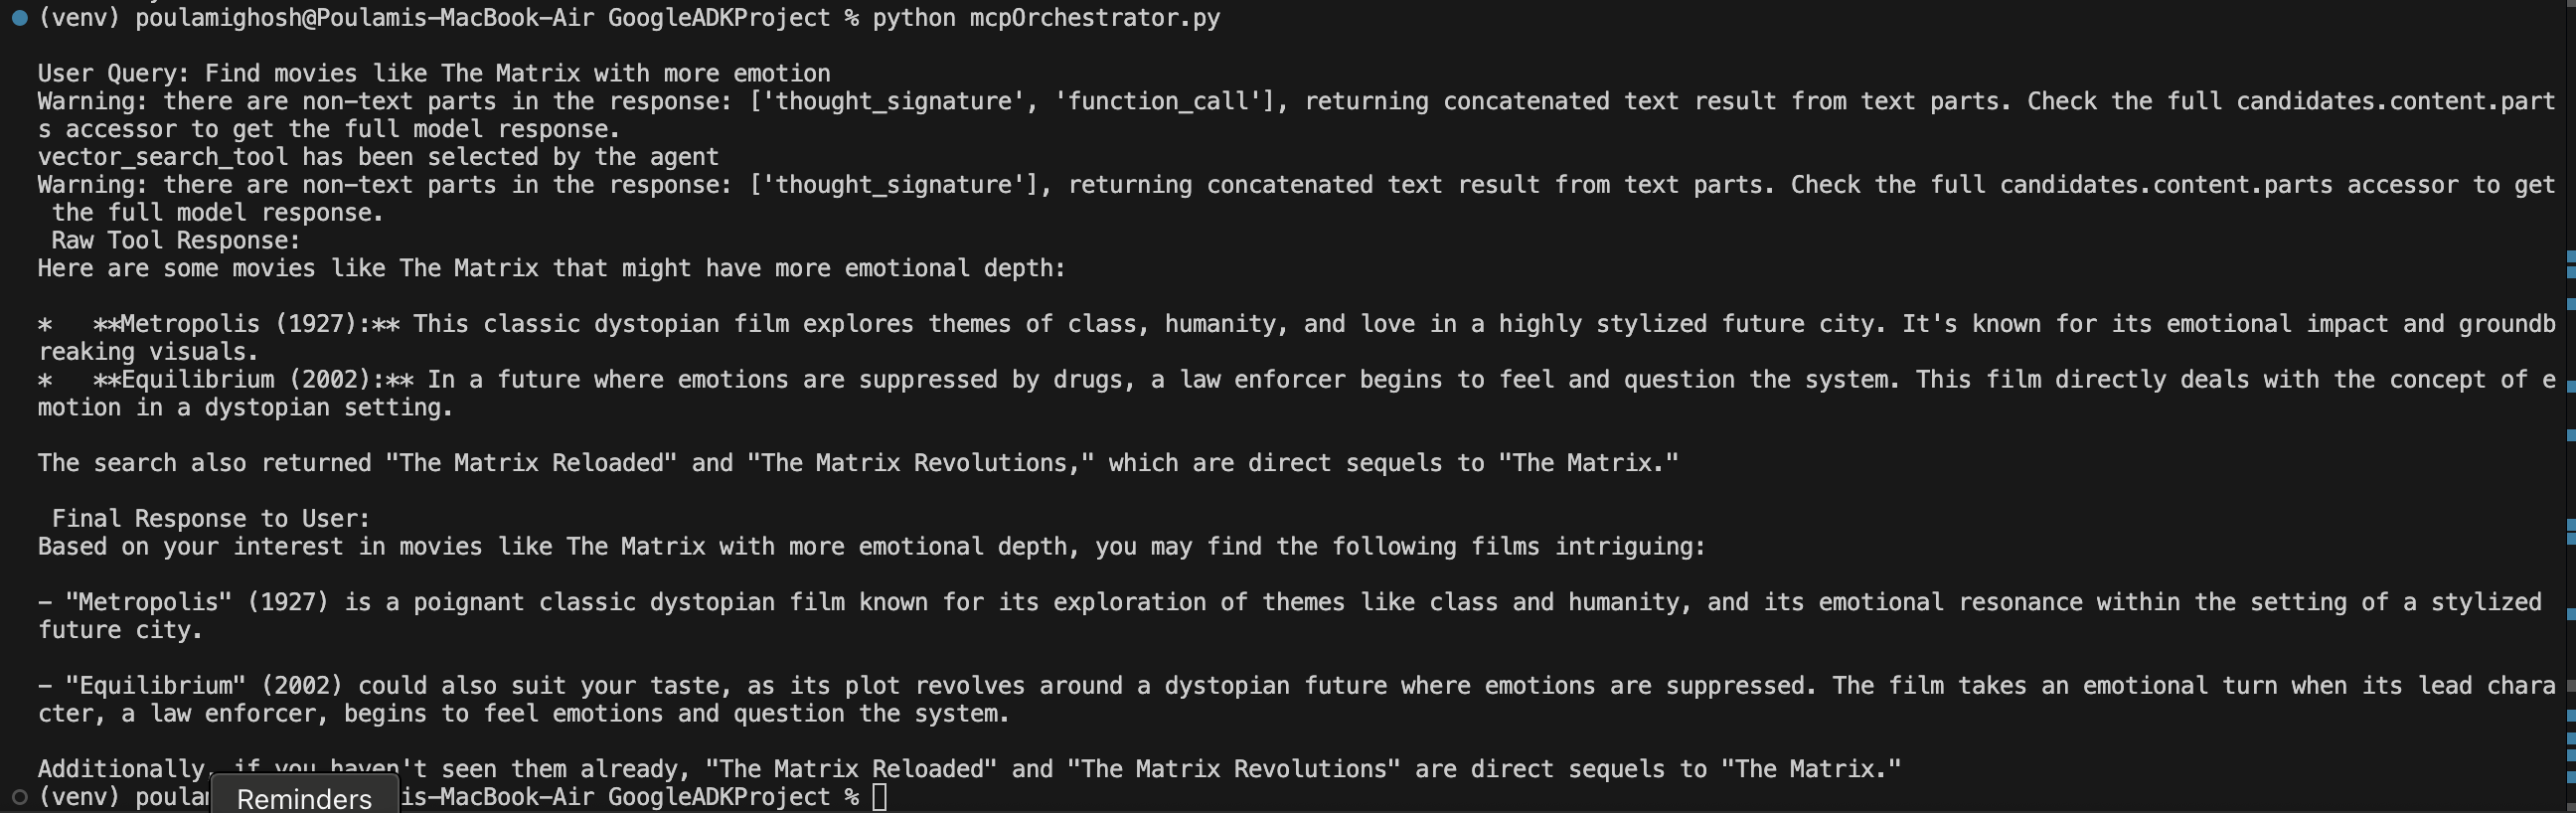 (venv) poulamighosh@Poulamis-MacBook-Air GoogleADKProject % python mcpOrchestrator.py
User Query: Find movies like The Matrix with more emotion
Warning: there are non-text parts in the response: ['thought_signature', 'function_call'], returning concatenated text result from text parts. Check the full candidates.content.part
s accessor to get the full model response.
vector_search_tool has been selected by the agent
Warning: there are non-text parts in the response: ['thought_signature'], returning concatenated text result from text parts. Check the full candidates.content.parts accessor to get
the full model response.
Raw Tool Response:
Here are some movies like The Matrix that might have more emotional depth:
*   **Metropolis (1927):** This classic dystopian film explores themes of class, humanity, and love in a highly stylized future city. It's known for its emotional impact and groundb
reaking visuals.
*   **Equilibrium (2002):** In a future where emotions are suppressed by drugs, a law enforcer begins to feel and question the system. This film directly deals with the concept of e
motion in a dystopian setting.
The search also returned "The Matrix Reloaded" and "The Matrix Revolutions," which are direct sequels to "The Matrix."
Final Response to User:
Based on your interest in movies like The Matrix with more emotional depth, you may find the following films intriguing:
– "Metropolis" (1927) is a poignant classic dystopian film known for its exploration of themes like class and humanity, and its emotional resonance within the setting of a stylized
future city.
– "Equilibrium" (2002) could also suit your taste, as its plot revolves around a dystopian future where emotions are suppressed. The film takes an emotional turn when its lead chara
cter, a law enforcer, begins to feel emotions and question the system.
Additionally, if you haven't seen them already, "The Matrix Reloaded" and "The Matrix Revolutions" are direct sequels to "The Matrix."
(venv) poulam Reminders is-MacBook-Air GoogleADKProject %